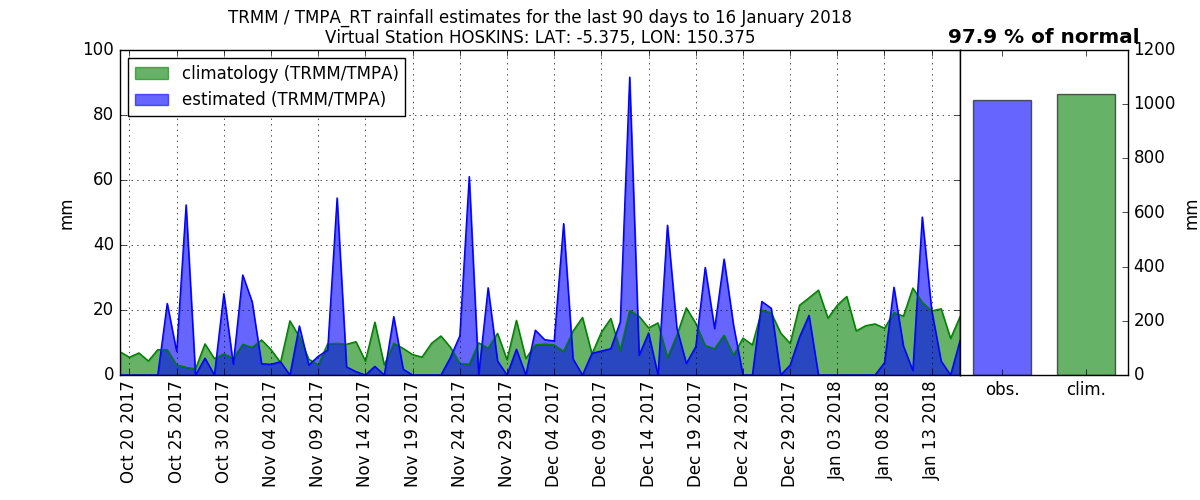 TRMM / TMPA_RT rainfall estimates for the last 90 days to 16 January 2018
Virtual Station HOSKINS: LAT: -5.375, LON: 150.375
97.9 % of normal
climatology (TRMM/TMPA)
estimated (TRMM/TMPA)
mm
100
80
60
40
20
0
Oct 20 2017
Oct 25 2017
Oct 30 2017
Nov 04 2017
Nov 09 2017
Nov 14 2017
Nov 19 2017
Nov 24 2017
Nov 29 2017
Dec 04 2017
Dec 09 2017
Dec 14 2017
Dec 19 2017
Dec 24 2017
Dec 29 2017
Jan 03 2018
Jan 08 2018
Jan 13 2018
obs.
clim.
1200
1000
800
600
400
200
0
mm